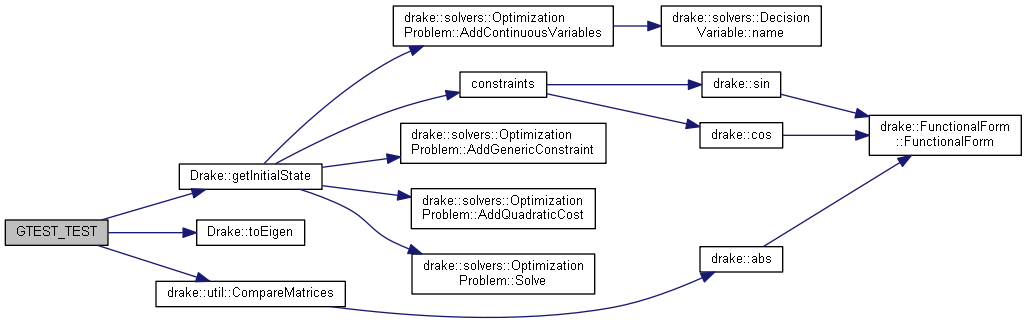 drake::solvers::Optimization
Problem::AddContinuousVariables
drake::solvers::Decision
Variable::name
constraints
drake::sin
drake::cos
drake::FunctionalForm
::FunctionalForm
drake::solvers::Optimization
Problem::AddGenericConstraint
Drake::getInitialState
drake::solvers::Optimization
Problem::AddQuadraticCost
GTEST_TEST
Drake::toEigen
drake::solvers::Optimization
Problem::Solve
drake::abs
drake::util::CompareMatrices